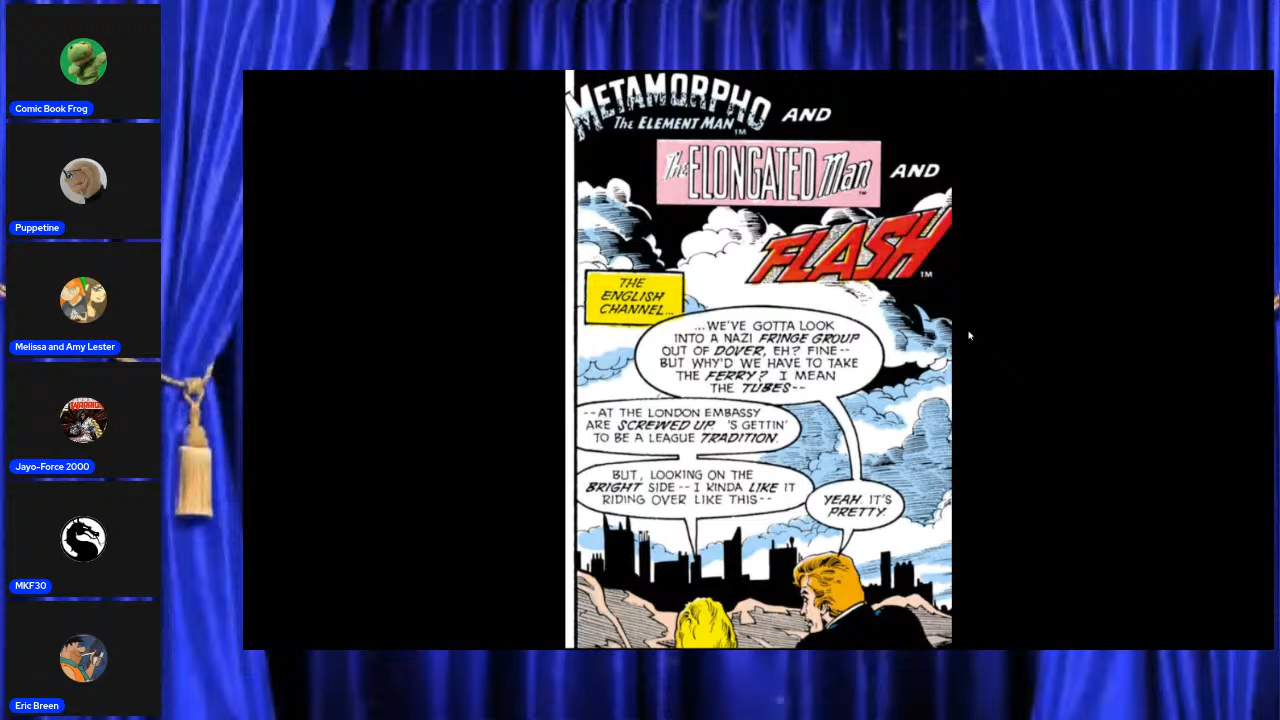 Comic Book Frog
Puppetine
Melissa and Amy Lester
Jayo-Force 2000
MKF30
Eric Breen
METAMORPHO AND
THE ELEMENT MAN TM
The ELONGATED Man TM AND
FLASH TM
THE
ENGLISH
CHANNEL...
...WE'VE GOTTA LOOK
INTO A NAZI FRINGE GROUP
OUT OF DOVER, EH? FINE--
BUT WHY'D WE HAVE TO TAKE
THE FERRY? I MEAN
THE TUBES--
--AT THE LONDON EMBASSY
ARE SCREWED UP. 'S GETTIN'
TO BE A LEAGUE TRADITION.
BUT, LOOKING ON THE
BRIGHT SIDE -- I KINDA LIKE IT
RIDING OVER LIKE THIS--
YEAH. IT'S
PRETTY.